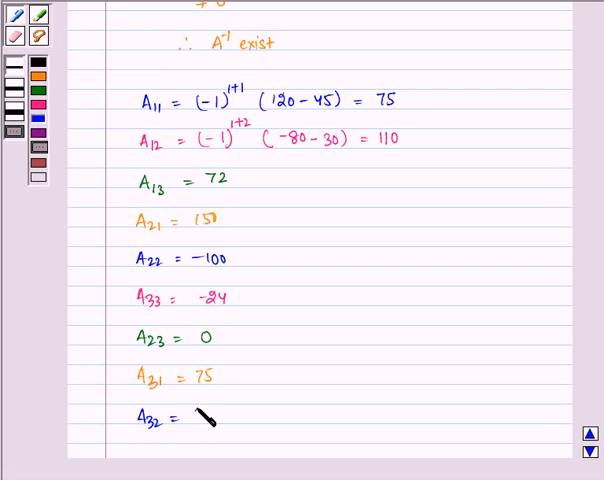 ∴ A⁻¹ exist
A₁₁ = (-1)¹⁺¹ (120 - 45) = 75
A₁₂ = (-1)¹⁺² (-80 - 30) = 110
A₁₃ = 72
A₂₁ = 150
A₂₂ = -100
A₃₃ = -24
A₂₃ = 0
A₃₁ = 75
A₃₂ =